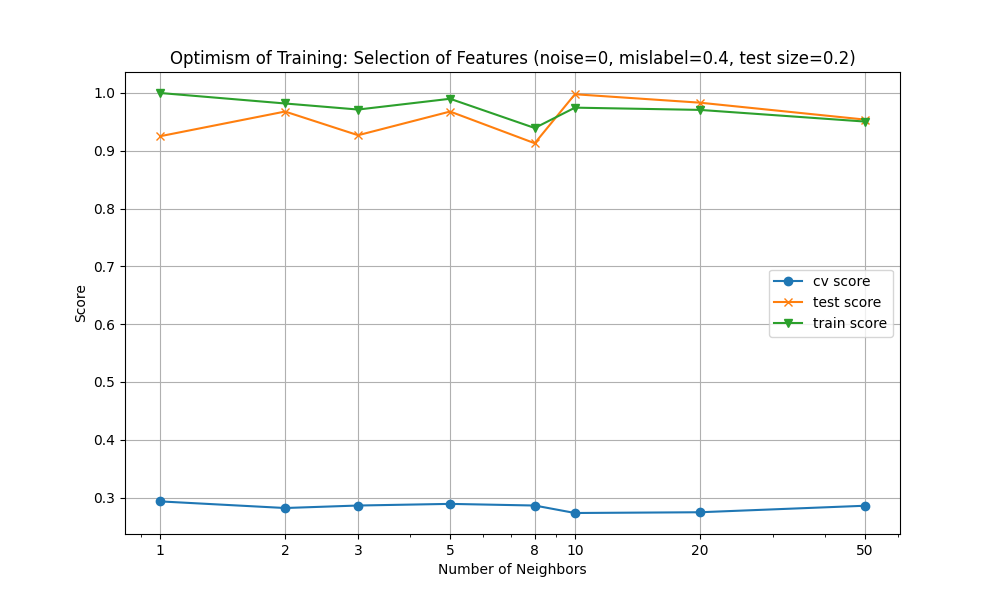 Optimism of Training: Selection of Features (noise=0, mislabel=0.4, test size=0.2)
1.0
0.9
0.8
0.7
0.6
0.5
0.4
0.3
Score
cv score
test score
train score
1 2 3 5 8 10 20 50
Number of Neighbors